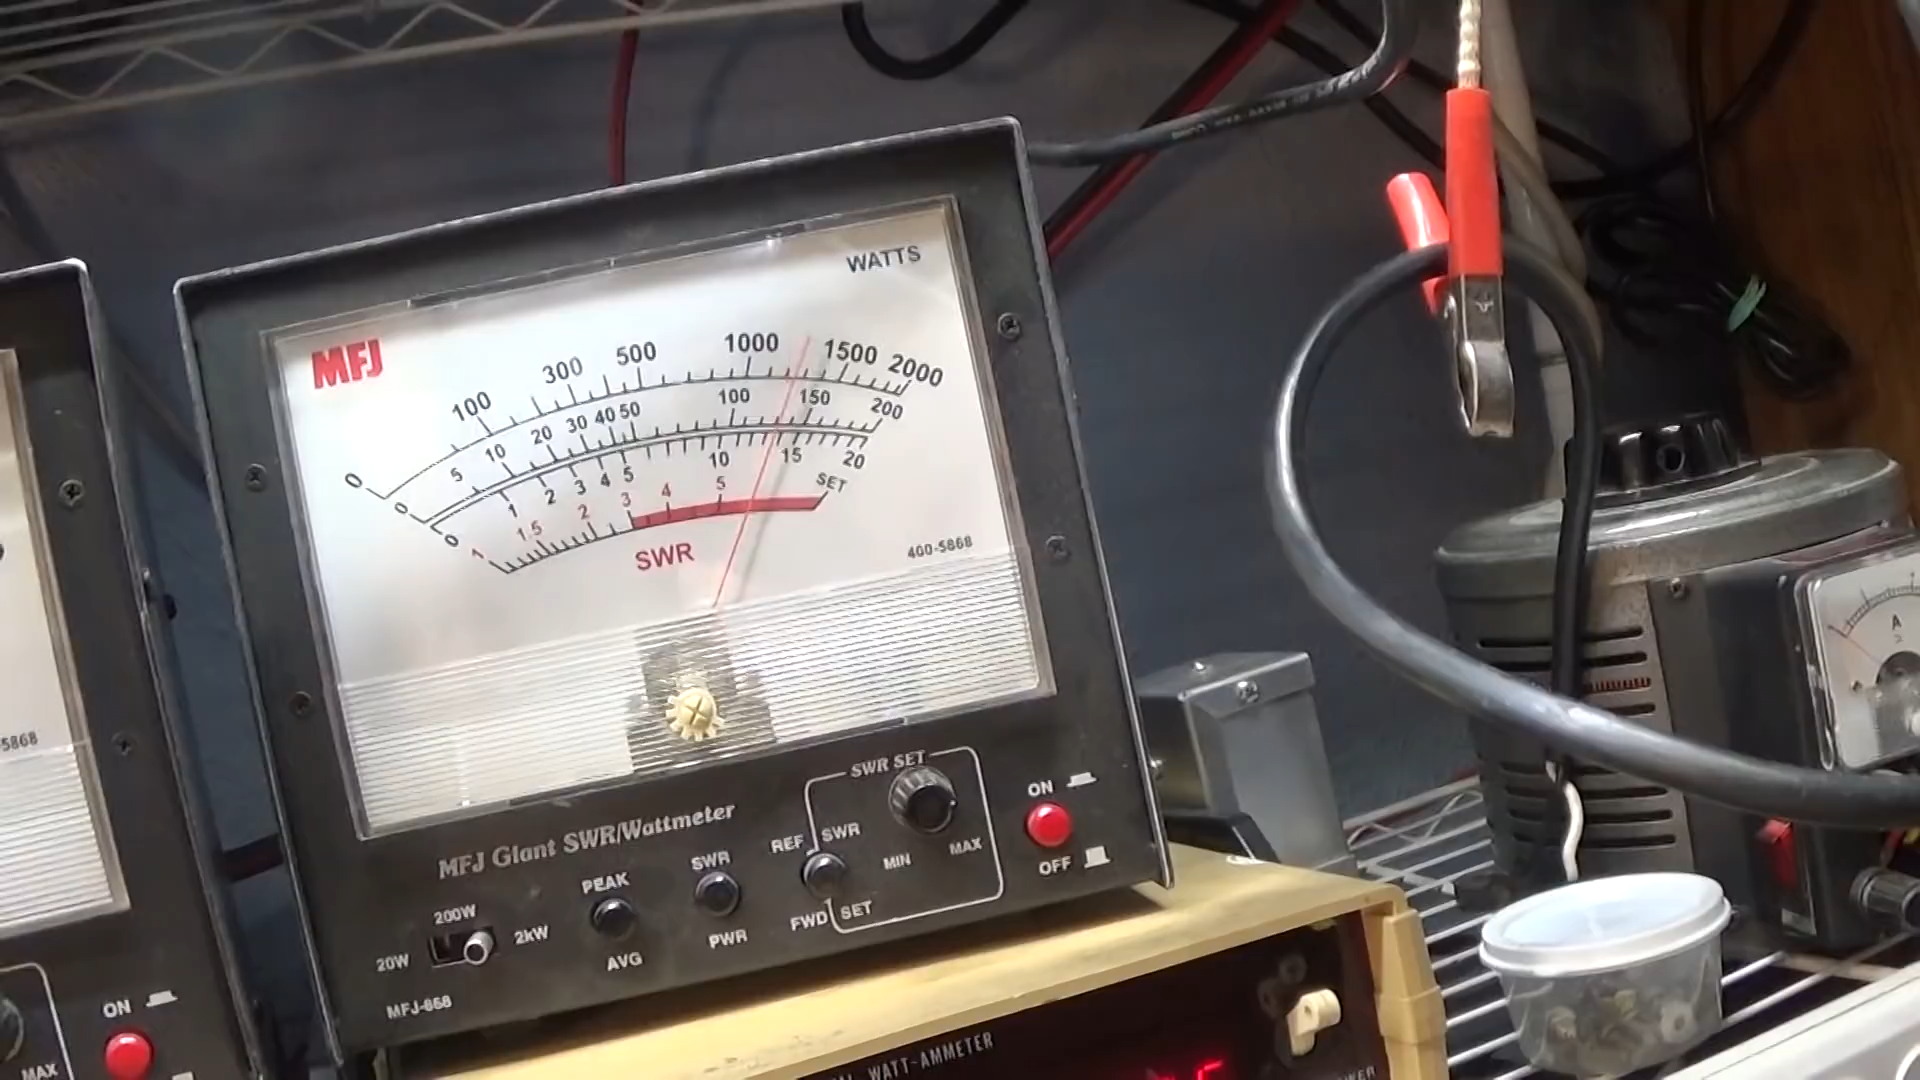 WATTS
MFJ
0 100 300 500 1000 1500 2000
0 5 10 20 30 40 50 100 150 200
0 1 2 3 4 5 10 15 20
1 1.5 2 3 4 5 SET
SWR
400-5868
5868
MFJ Giant SWR/Wattmeter
SWR SET
ON
REF SWR
MIN MAX
OFF
PEAK
SWR
FWD SET
200W
20W 2kW
AVG
PWR
MFJ-868
ON
MAX
WATT-AMMETER
A